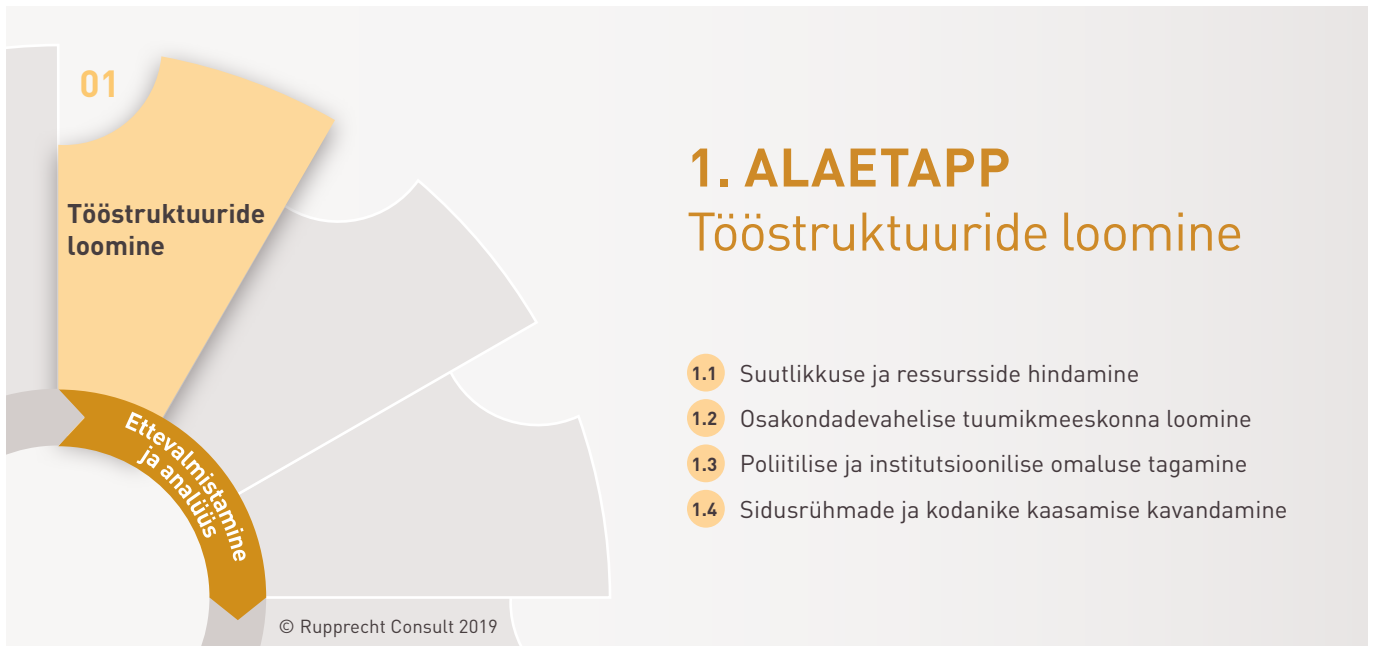 01
Tööstruktuuride
loomine
Ettevalmistamine
ja analüüs
© Rupprecht Consult 2019
1. ALAETAPP
Tööstruktuuride loomine
1.1 Suutlikkuse ja ressursside hindamine
1.2 Osakondadevahelise tuumikmeeskonna loomine
1.3 Poliitilise ja institutsioonilise omaluse tagamine
1.4 Sidusrühmade ja kodanike kaasamise kavandamine